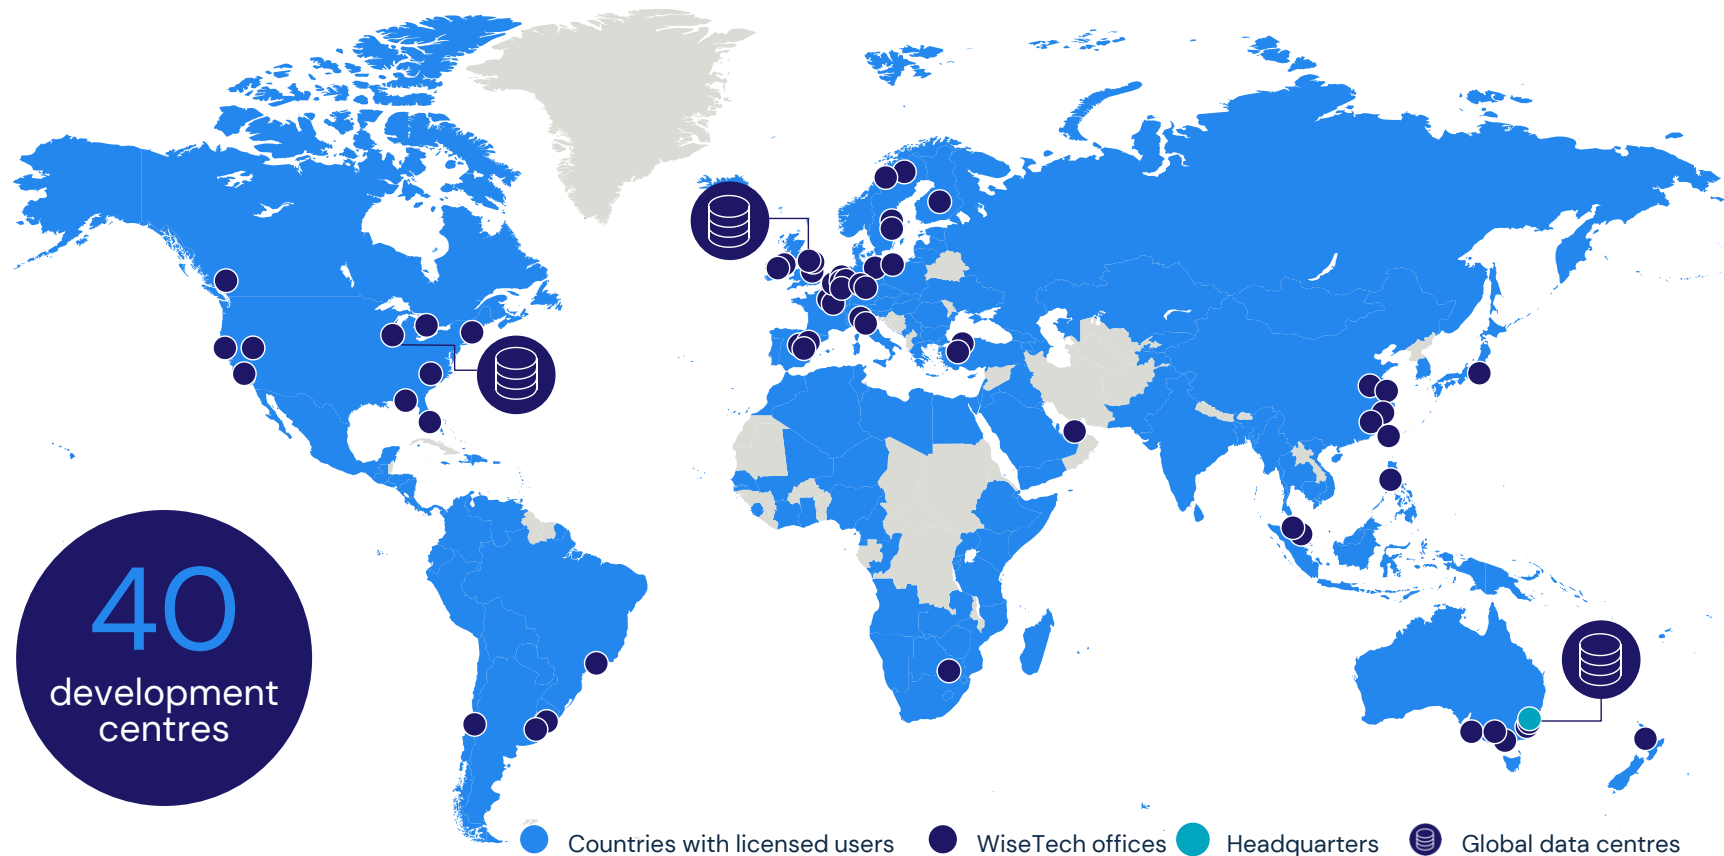 40
development
centres
Countries with licensed users
WiseTech offices
Headquarters
Global data centres